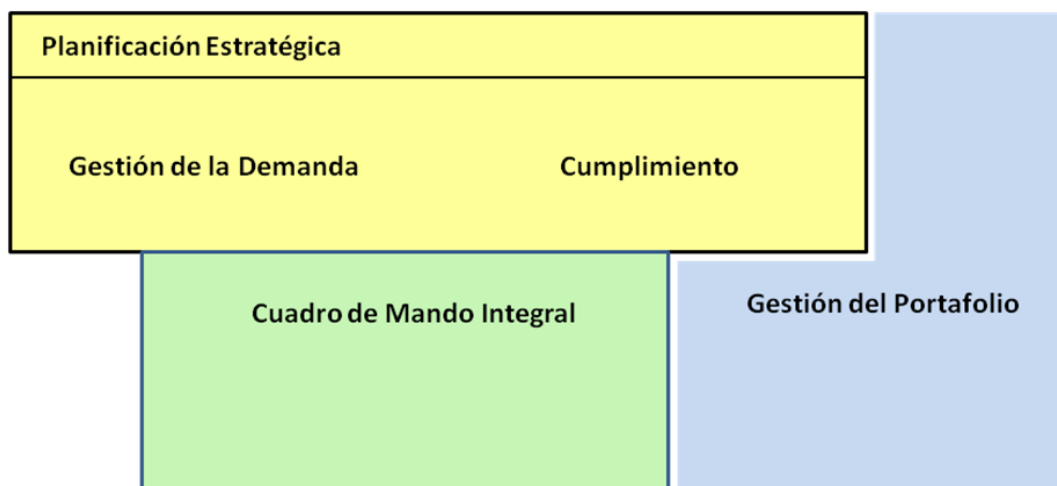 Planificación Estratégica
Gestión de la Demanda
Cumplimiento
Cuadro de Mando Integral
Gestión del Portafolio